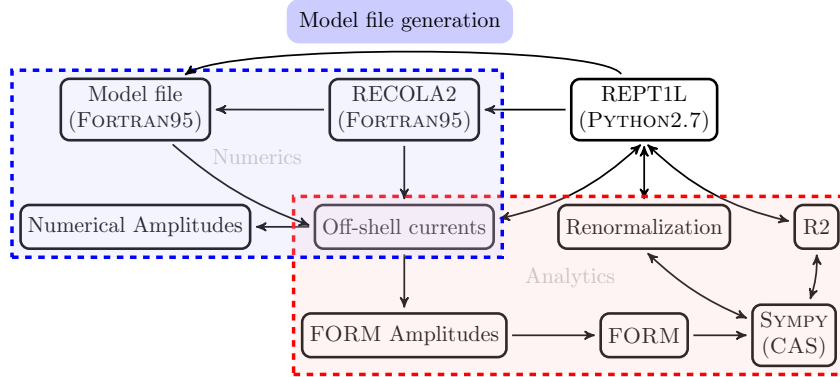 Model file generation
Model file
(FORTRAN95)
RECOLA2
(FORTRAN95)
REPT1L
(PYTHON2.7)
Numerics
Numerical Amplitudes
Off-shell currents
Renormalization
R2
Analytics
FORM Amplitudes
FORM
SYMPY
(CAS)